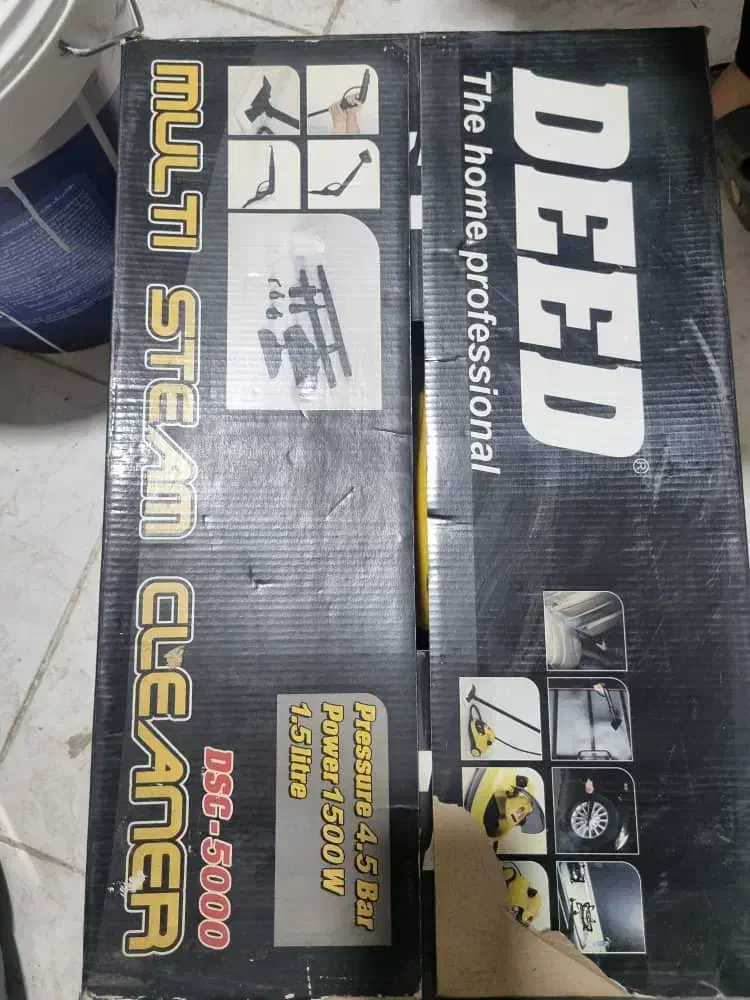 DEED®
The home professional
MULTI STEAM CLEANER
DSC-5000
Pressure 4.5 Bar
Power 1500 W
1.5 litre